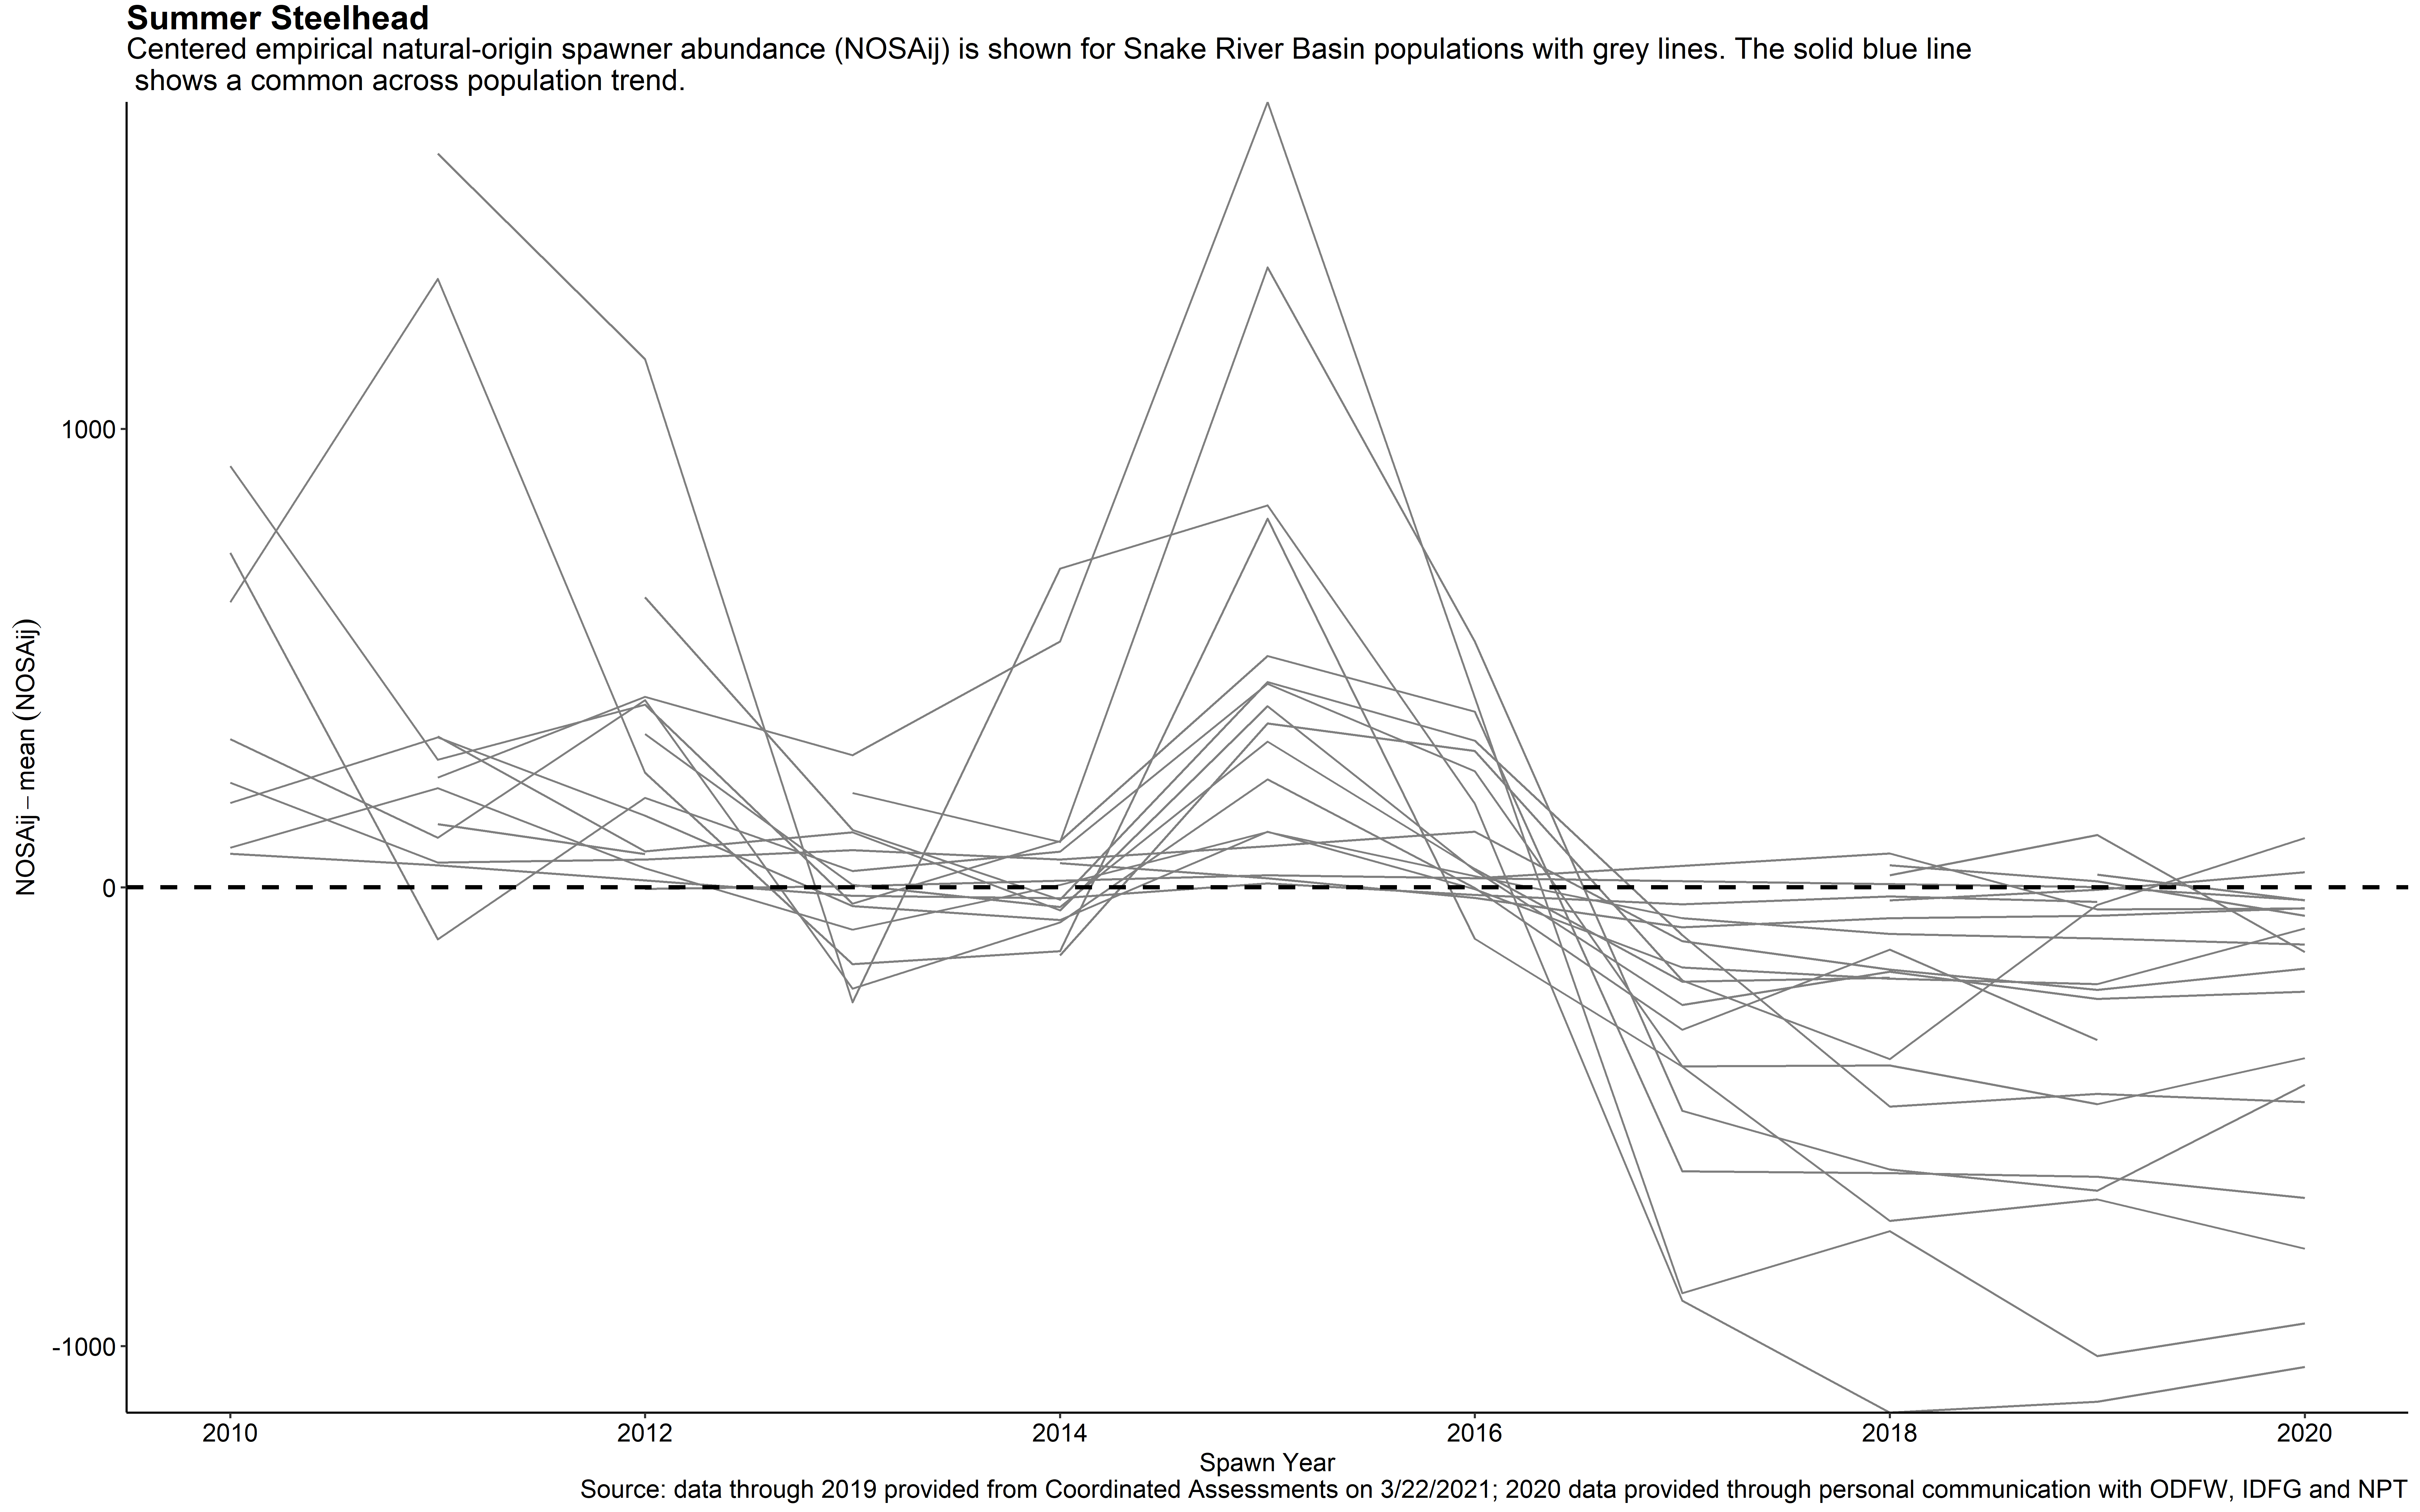 Summer Steelhead
Centered empirical natural-origin spawner abundance (NOSAij) is shown for Snake River Basin populations with grey lines. The solid blue line
shows a common across population trend.
NOSAij – mean (NOSAij)
1000
0
-1000
2010 2012 2014 2016 2018 2020
Spawn Year
Source: data through 2019 provided from Coordinated Assessments on 3/22/2021; 2020 data provided through personal communication with ODFW, IDFG and NPT